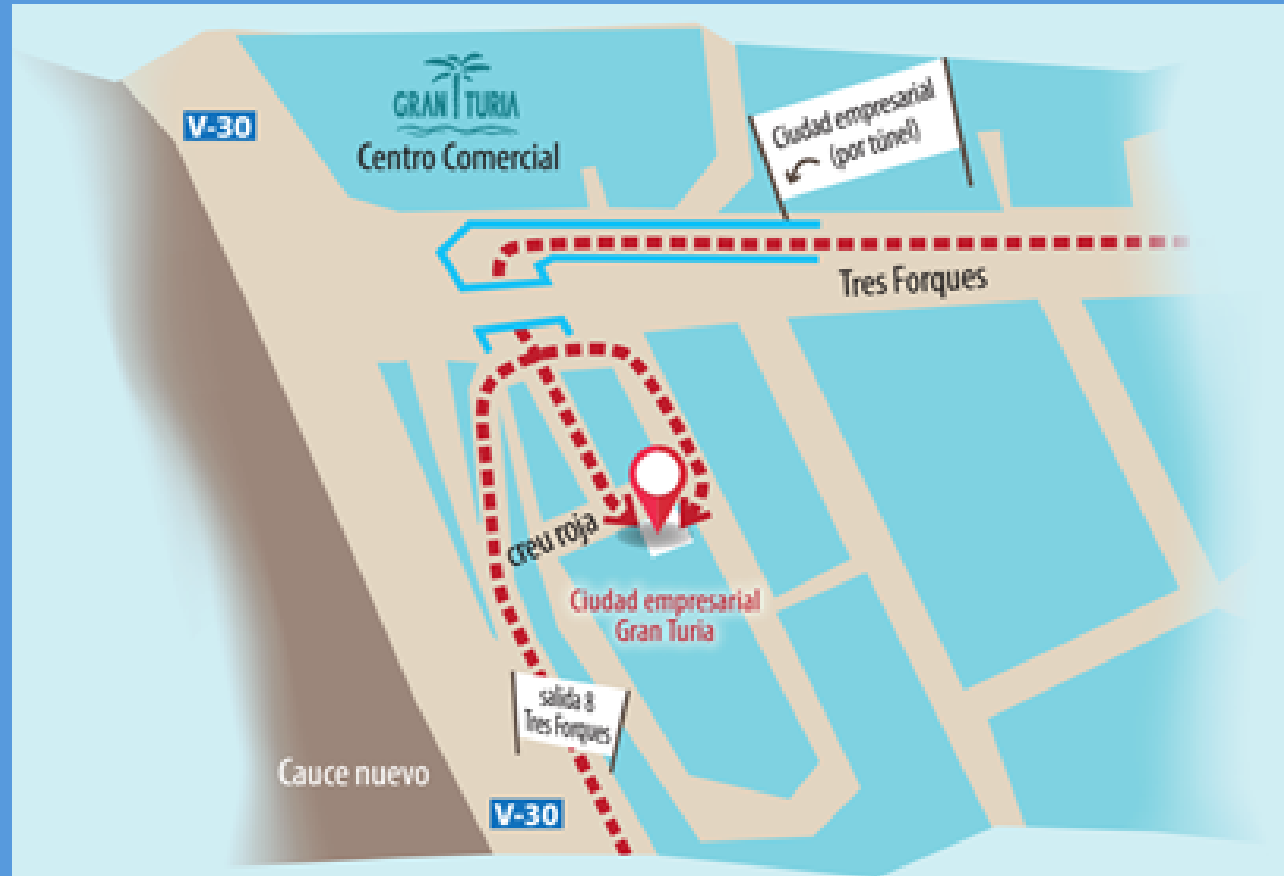 V-30
GRAN TURIA
Centro Comercial
Ciudad empresarial
(por túnel)
Tres Forques
creu roja
Ciudad empresarial
Gran Turia
salida 8
Tres Forques
Cauce nuevo
V-30